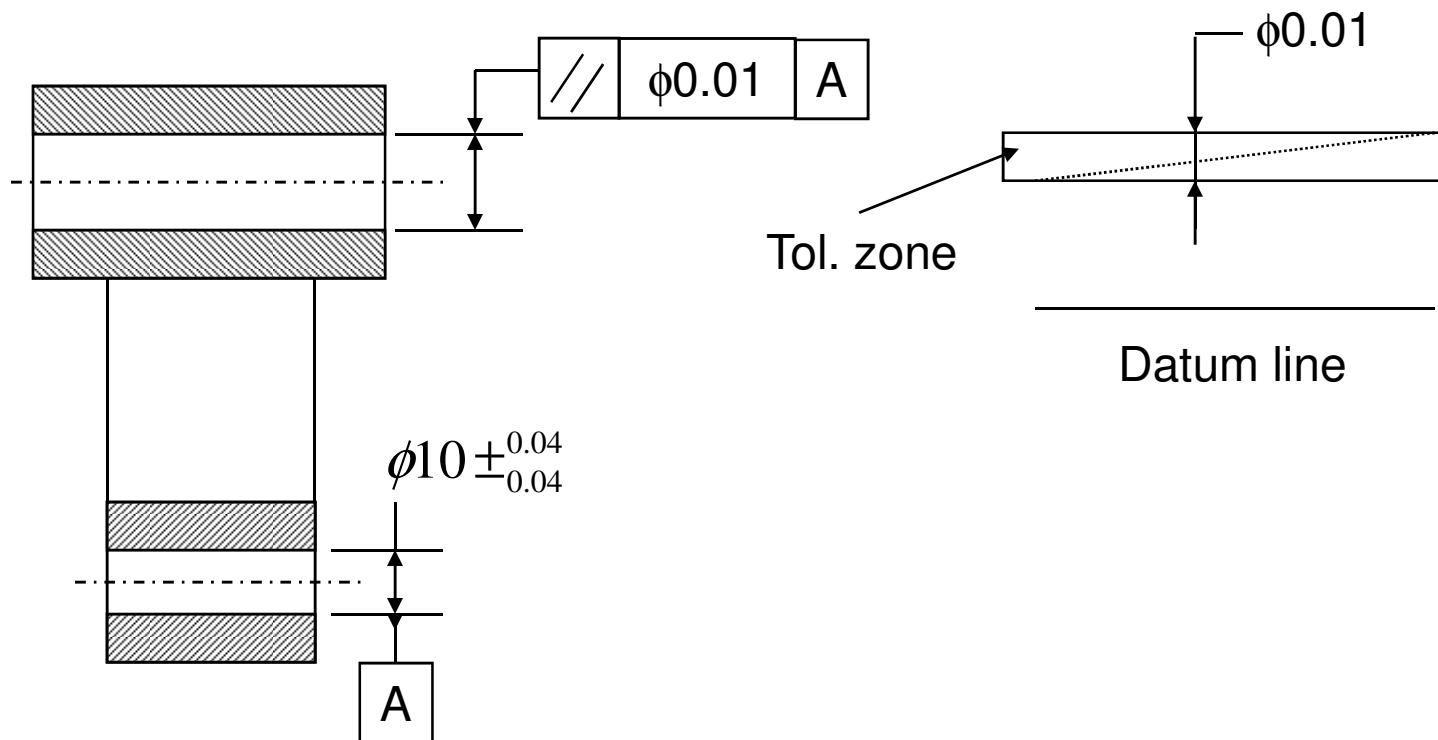 ϕ0.01
// ϕ0.01 A
Tol. zone
Datum line
ϕ10 ±0.04 0.04
A